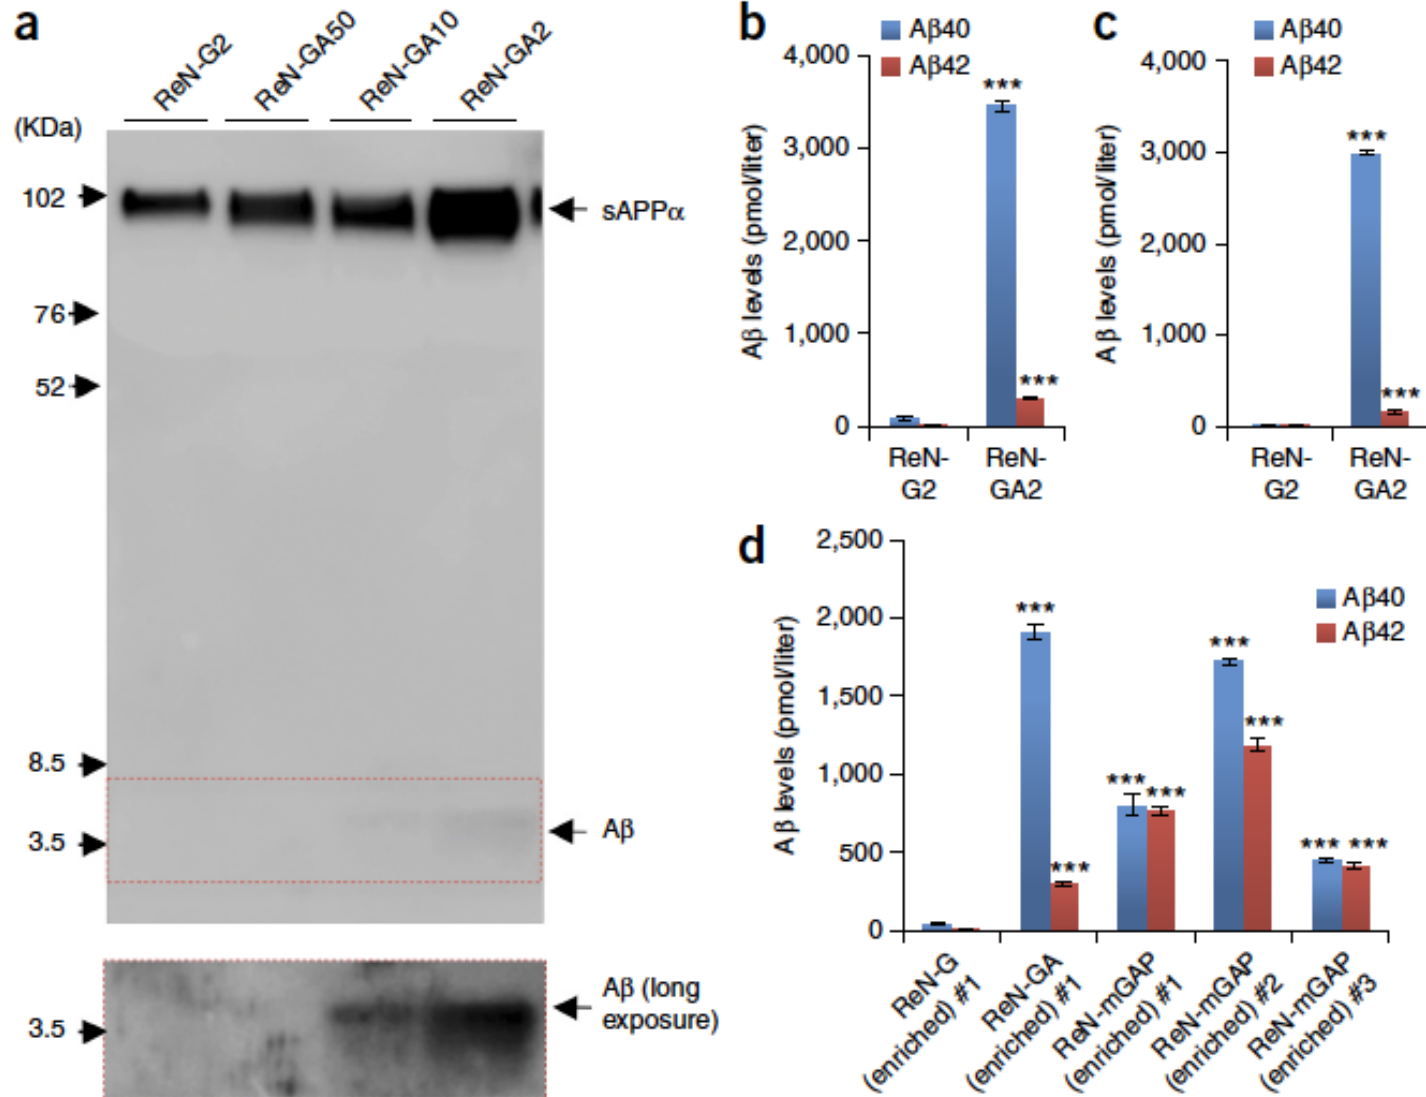 a
ReN-G2
ReN-GA50
ReN-GA10
ReN-GA2
(KDa)
102
sAPPα
76
52
8.5
Aβ
3.5
Aβ (long
exposure)
3.5
b
Aβ40
Aβ42
4,000
3,000
2,000
1,000
0
Aβ levels (pmol/liter)
***
***
ReN-
G2
ReN-
GA2
c
Aβ40
Aβ42
4,000
3,000
2,000
1,000
0
Aβ levels (pmol/liter)
***
***
ReN-
G2
ReN-
GA2
d
2,500
2,000
1,500
1,000
500
0
Aβ levels (pmol/liter)
Aβ40
Aβ42
***
***
***
***
***
***
***
***
ReN-G
(enriched) #1
ReN-GA
(enriched) #1
ReN-mGAP
(enriched) #1
ReN-mGAP
(enriched) #2
ReN-mGAP
(enriched) #3